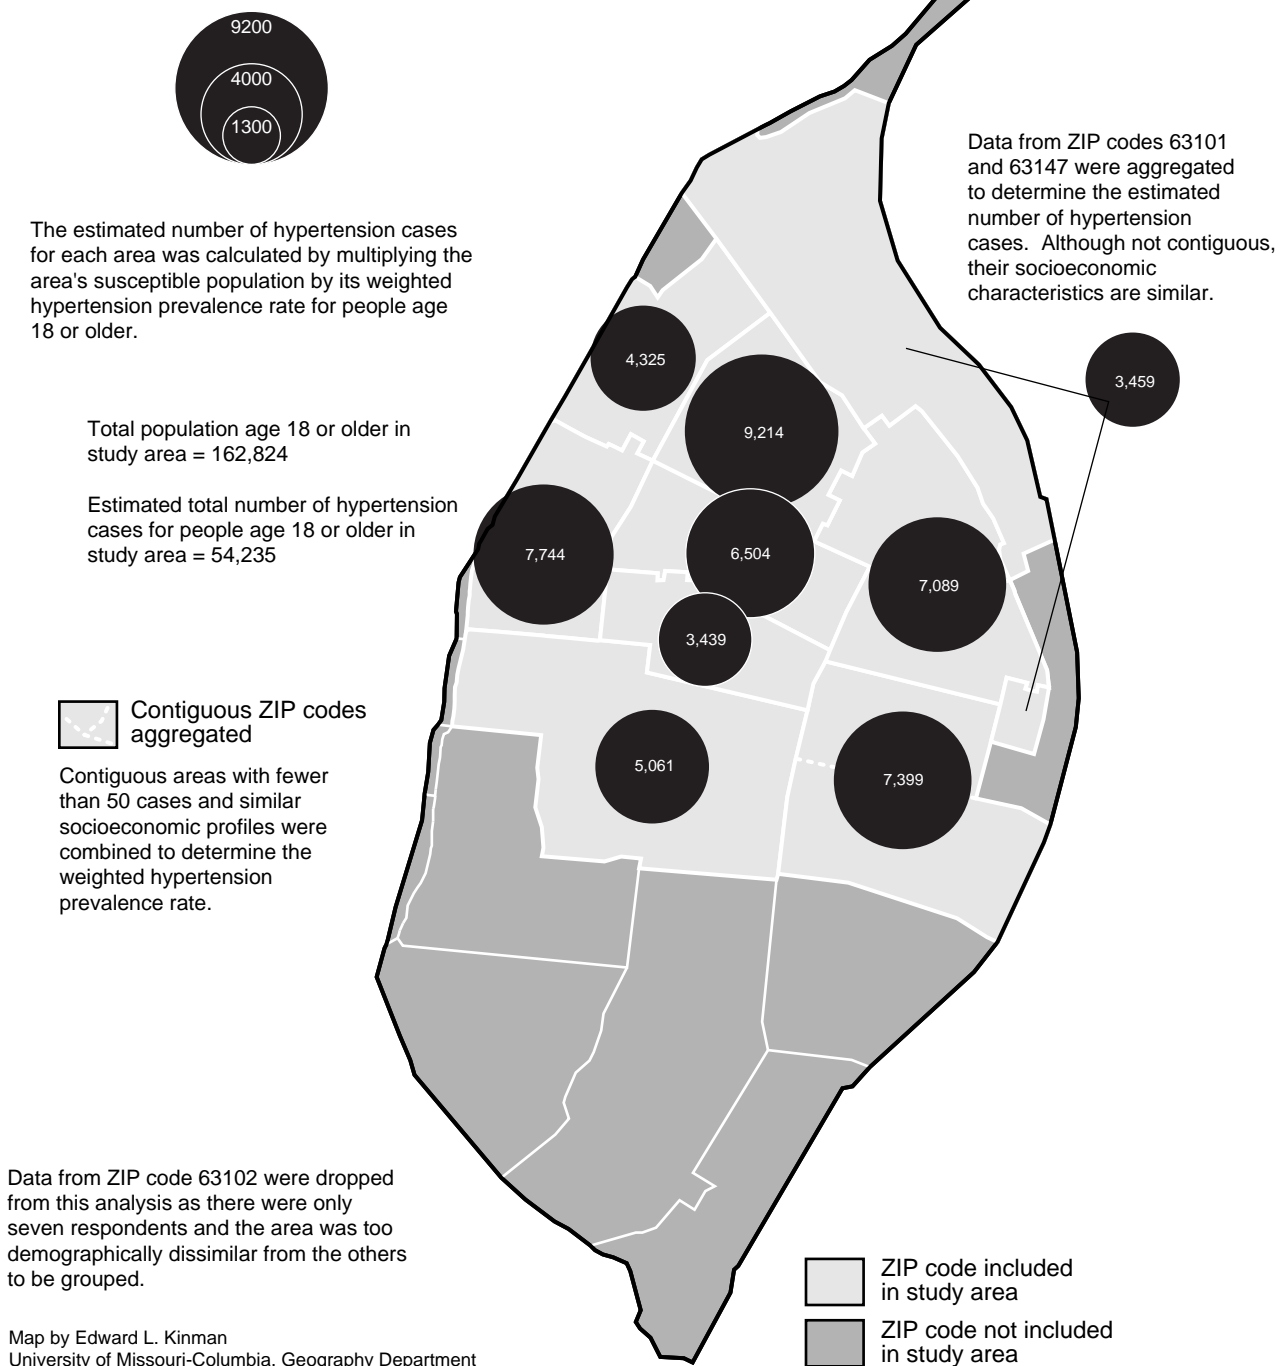 9200
4000
1300
The estimated number of hypertension cases
for each area was calculated by multiplying the
area's susceptible population by its weighted
hypertension prevalence rate for people age
18 or older.
Data from ZIP codes 63101
and 63147 were aggregated
to determine the estimated
number of hypertension
cases.  Although not contiguous,
their socioeconomic
characteristics are similar.
4,325
3,459
9,214
Total population age 18 or older in
study area = 162,824
Estimated total number of hypertension
cases for people age 18 or older in
study area = 54,235
7,744
6,504
7,089
3,439
Contiguous ZIP codes
aggregated
Contiguous areas with fewer
than 50 cases and similar
socioeconomic profiles were
combined to determine the
weighted hypertension
prevalence rate.
5,061
7,399
Data from ZIP code 63102 were dropped
from this analysis as there were only
seven respondents and the area was too
demographically dissimilar from the others
to be grouped.
Map by Edward L. Kinman
University of Missouri-Columbia, Geography Department
ZIP code included
in study area
ZIP code not included
in study area